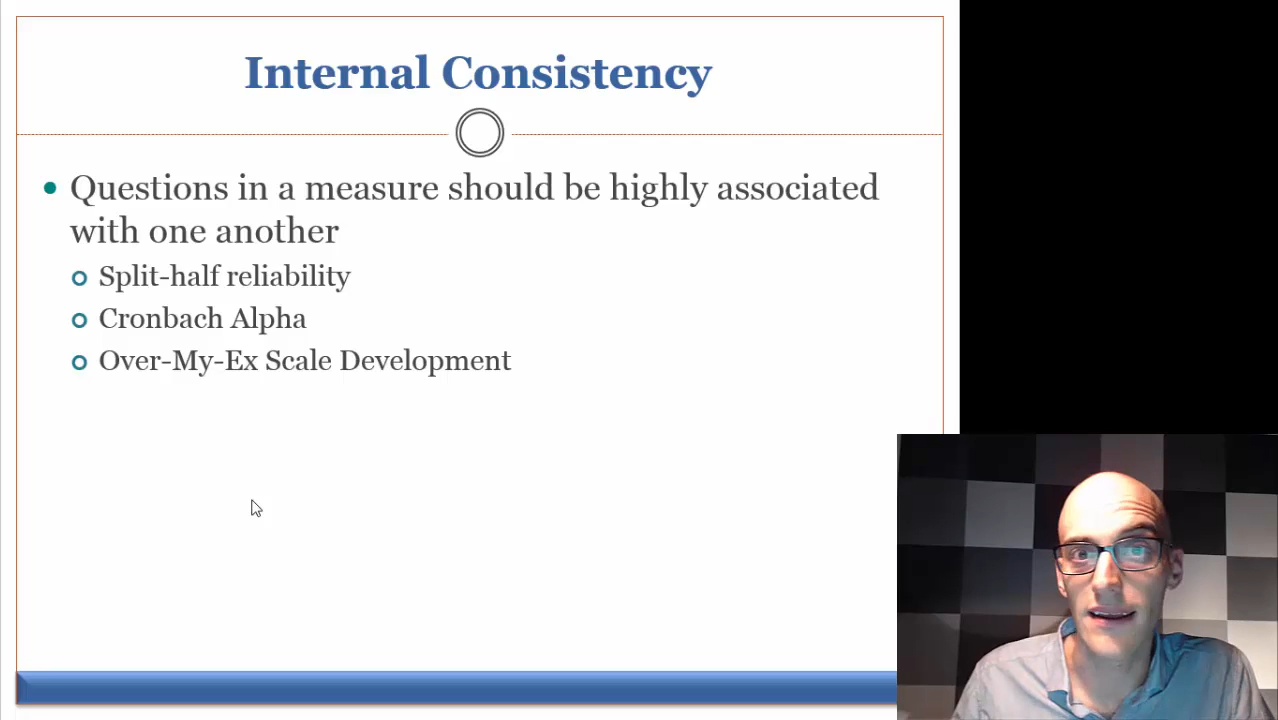 Internal Consistency
Questions in a measure should be highly associated
with one another
Split-half reliability
Cronbach Alpha
Over-My-Ex Scale Development